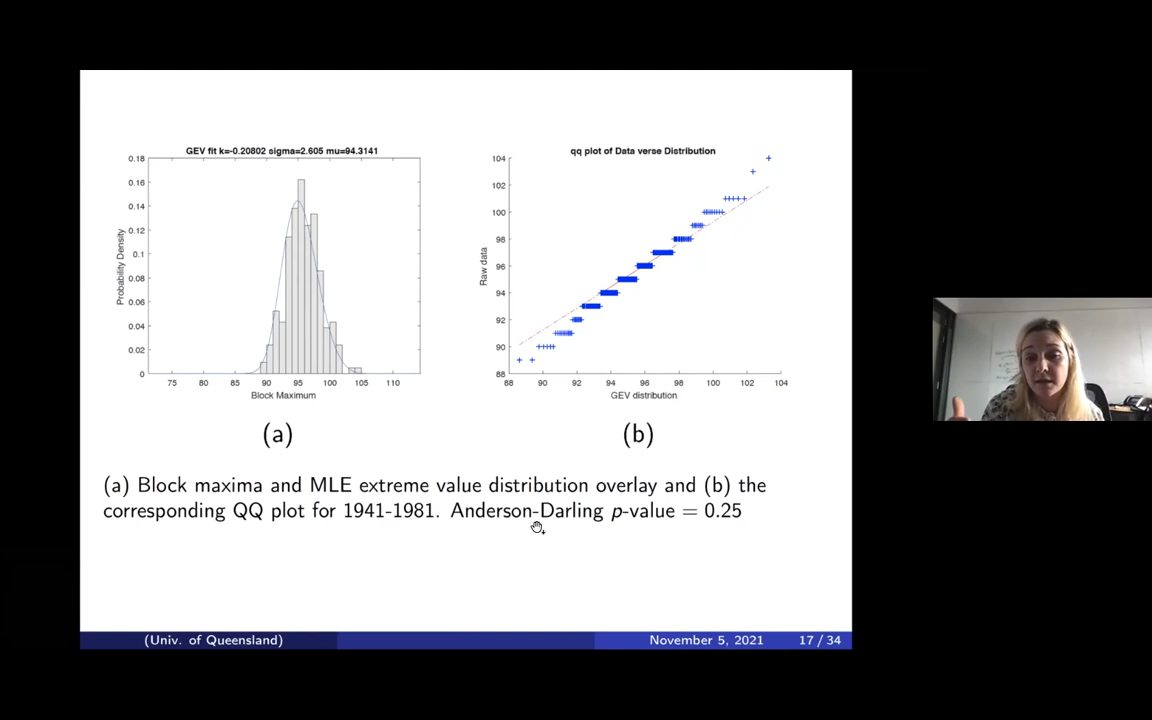 GEV fit k=-0.20802 sigma=2.605 mu=94.3141
0.18
0.16
0.14
0.12
0.1
0.08
0.06
0.04
0.02
0
Probability Density
75 80 85 90 95 100 105 110
Block Maximum
(a)
qq plot of Data verse Distribution
104
102
100
98
96
94
92
90
88
Raw data
88 90 92 94 96 98 100 102 104
GEV distribution
(b)
(a) Block maxima and MLE extreme value distribution overlay and (b) the
corresponding QQ plot for 1941-1981. Anderson-Darling p-value = 0.25
(Univ. of Queensland) November 5, 2021 17 / 34